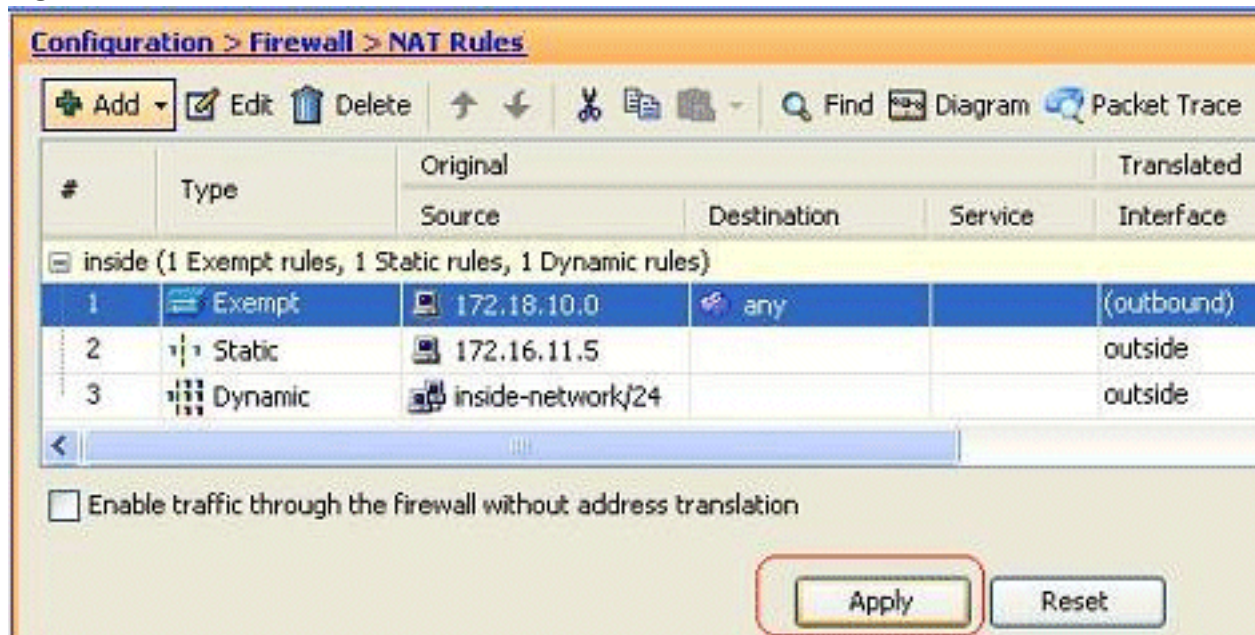 Configuration > Firewall > NAT Rules
Add Edit Delete Find Diagram Packet Trace
# Type Original Translated
Source Destination Service Interface
inside (1 Exempt rules, 1 Static rules, 1 Dynamic rules)
1 Exempt 172.18.10.0 any (outbound)
2 Static 172.16.11.5 outside
3 Dynamic inside-network/24 outside
Enable traffic through the firewall without address translation
Apply Reset